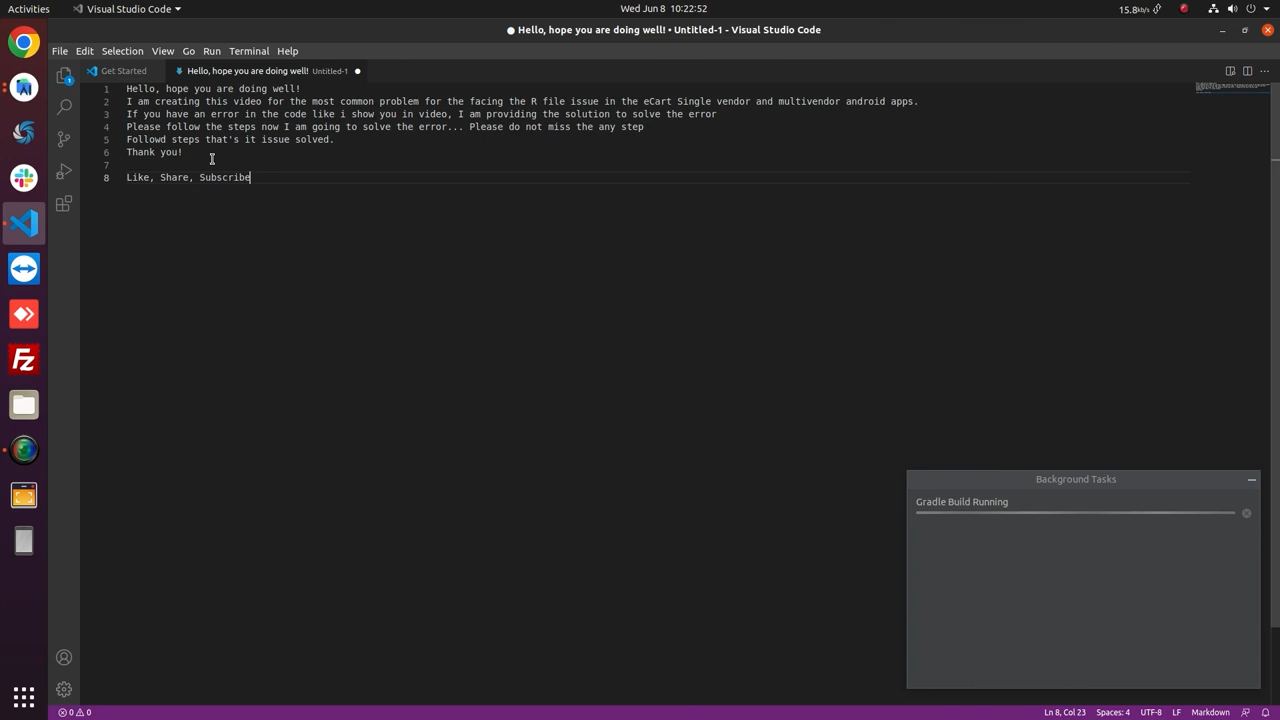 Activities
Visual Studio Code
Wed Jun 8 10:22:52
15.8kb/s
● Hello, hope you are doing well! • Untitled-1 - Visual Studio Code
File Edit Selection View Go Run Terminal Help
Get Started
Hello, hope you are doing well! Untitled-1
1 Hello, hope you are doing well!
2 I am creating this video for the most common problem for the facing the R file issue in the eCart Single vendor and multivendor android apps.
3 If you have an error in the code like i show you in video, I am providing the solution to solve the error
4 Please follow the steps now I am going to solve the error... Please do not miss the any step
5 Followd steps that's it issue solved.
6 Thank you!
7
8 Like, Share, Subscribe
Background Tasks
Gradle Build Running
0 0
Ln 8, Col 23 Spaces: 4 UTF-8 LF Markdown